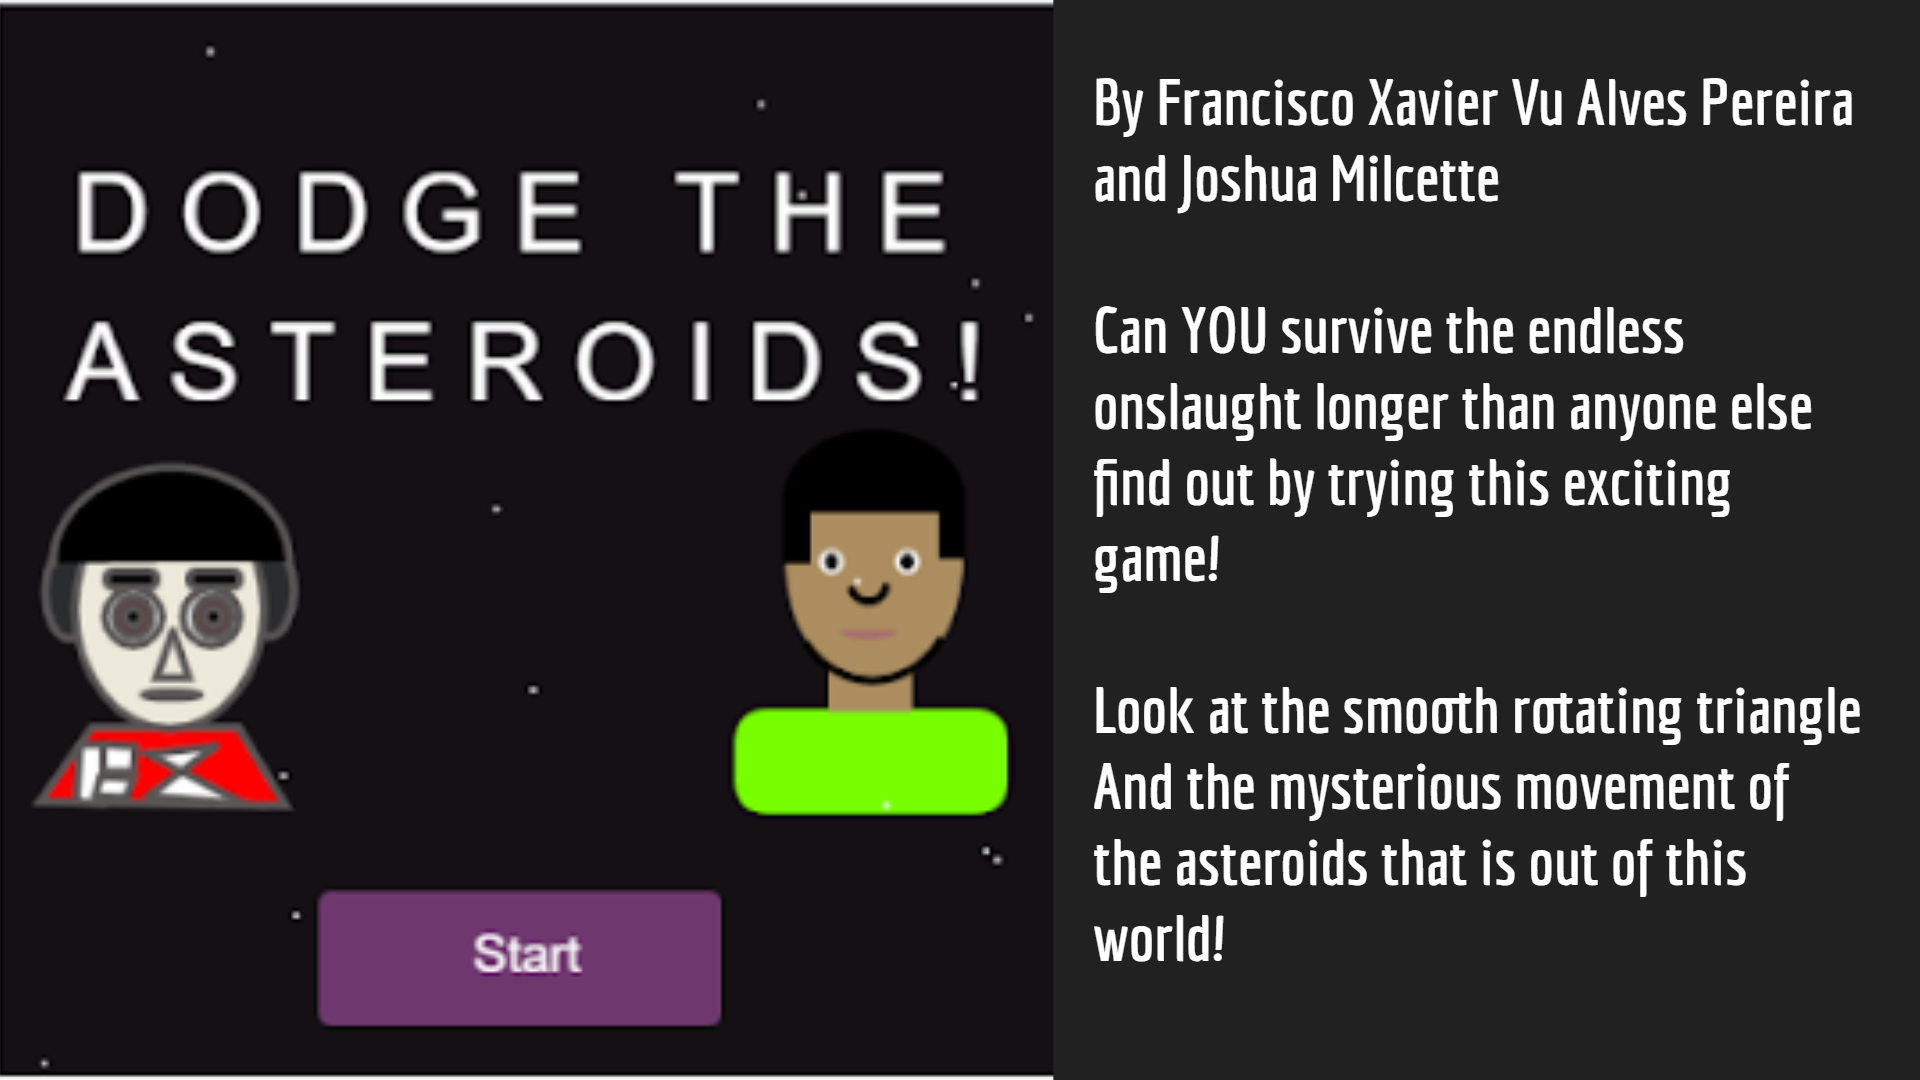 DODGE THE
ASTEROIDS!
Start
By Francisco Xavier Vu Alves Pereira
and Joshua Milcette
Can YOU survive the endless
onslaught longer than anyone else
find out by trying this exciting
game!
Look at the smooth rotating triangle
And the mysterious movement of
the asteroids that is out of this
world!